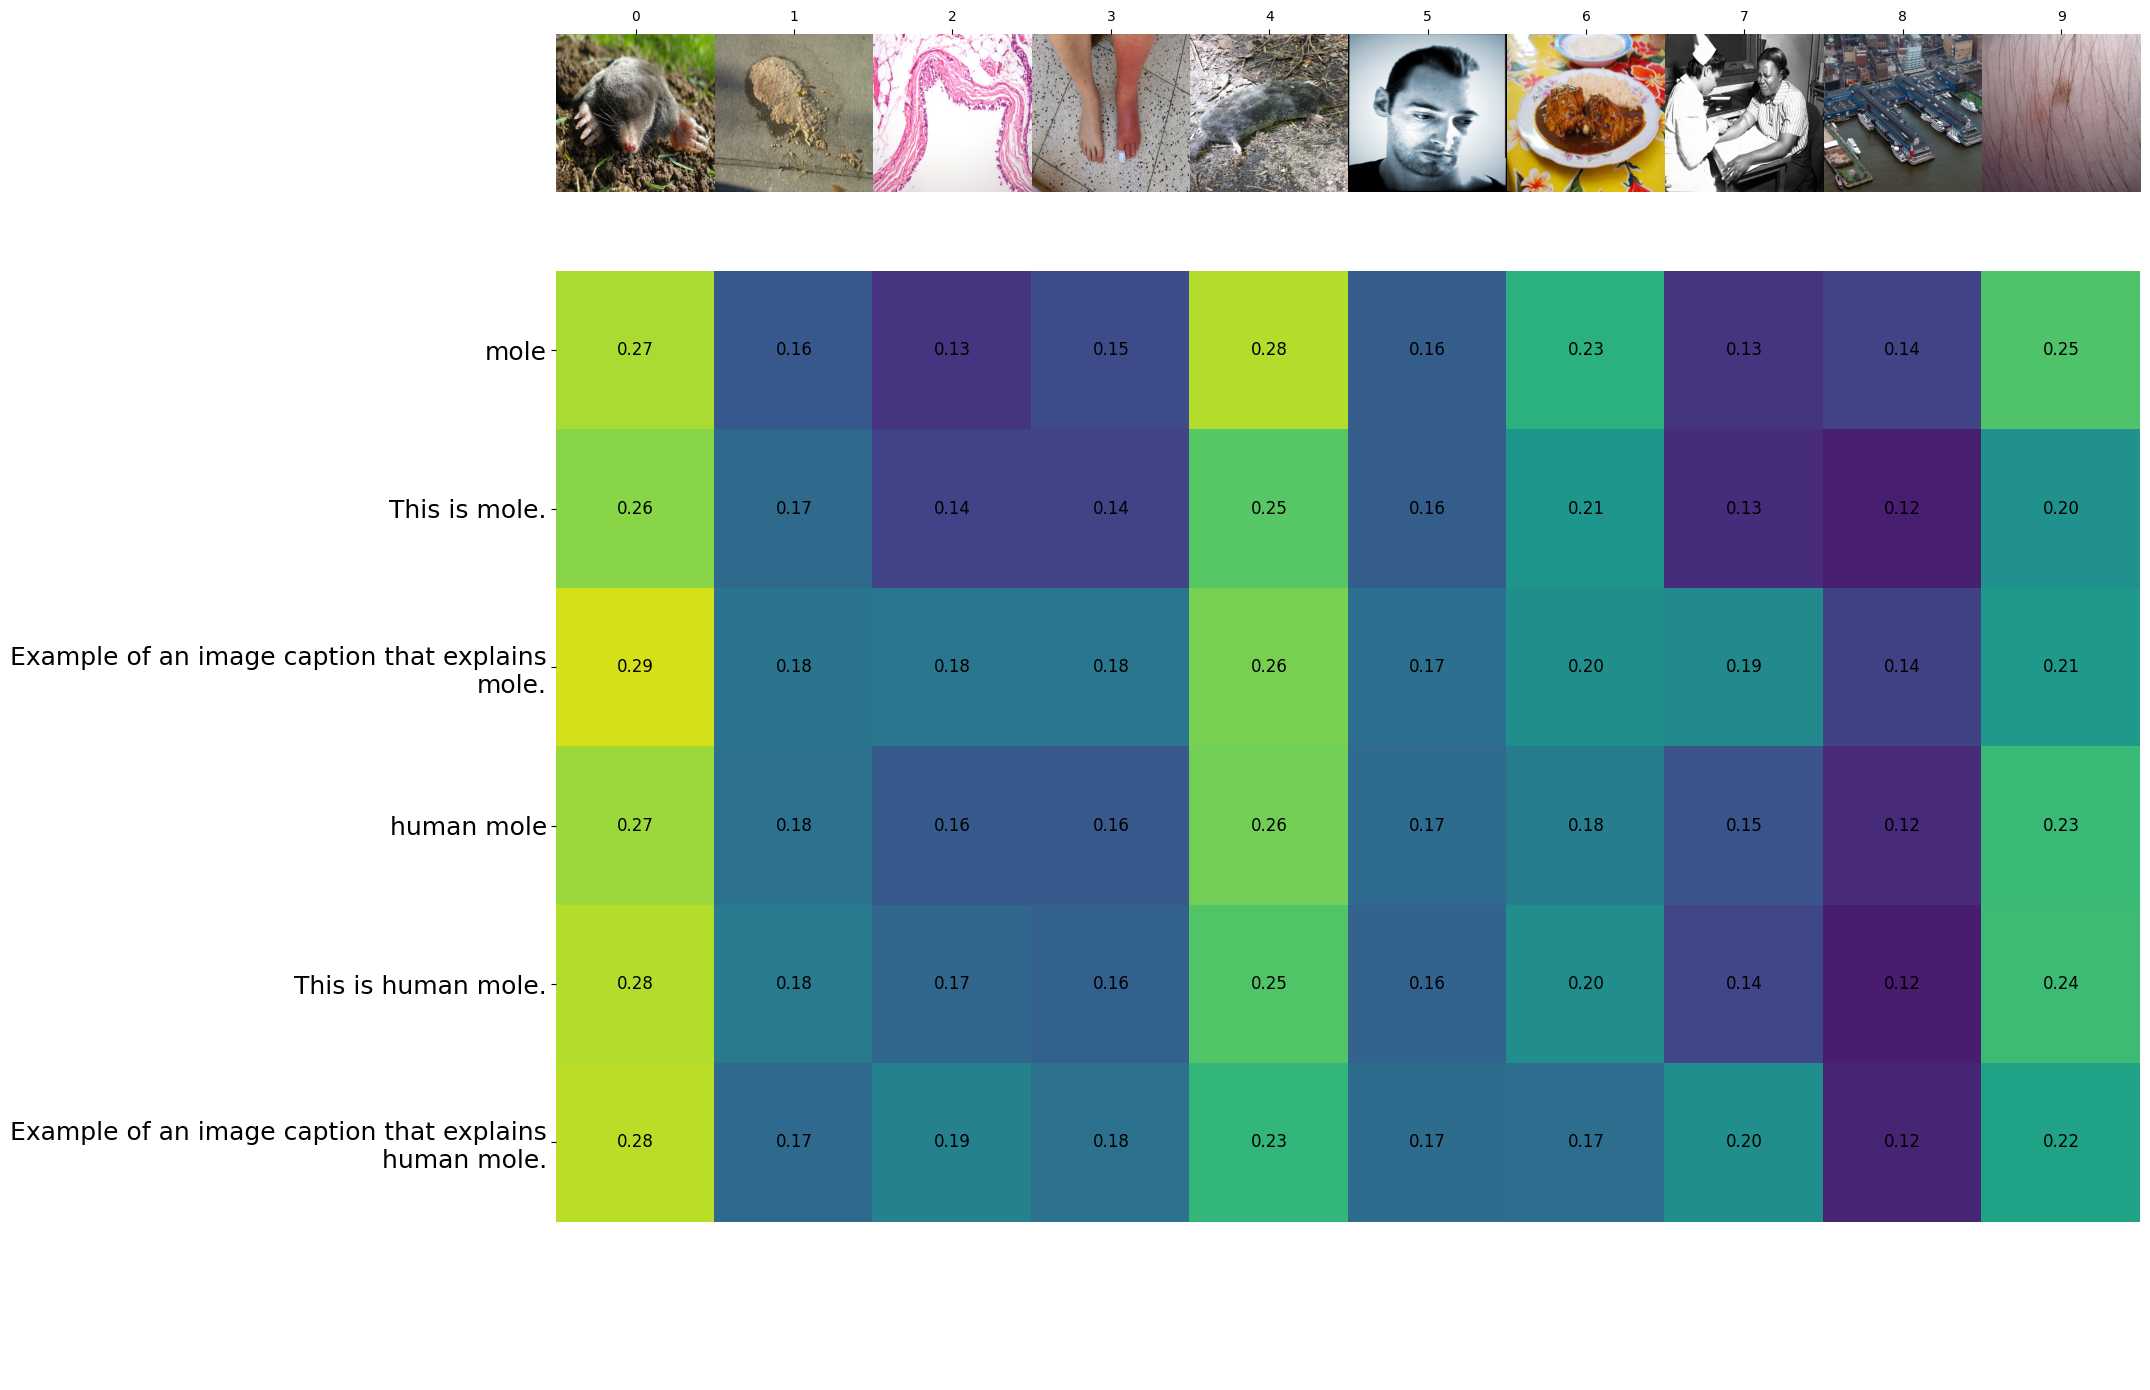 0 1 2 3 4 5 6 7 8 9
mole 0.27 0.16 0.13 0.15 0.28 0.16 0.23 0.13 0.14 0.25
This is mole. 0.26 0.17 0.14 0.14 0.25 0.16 0.21 0.13 0.12 0.20
Example of an image caption that explains
mole. 0.29 0.18 0.18 0.18 0.26 0.17 0.20 0.19 0.14 0.21
human mole 0.27 0.18 0.16 0.16 0.26 0.17 0.18 0.15 0.12 0.23
This is human mole. 0.28 0.18 0.17 0.16 0.25 0.16 0.20 0.14 0.12 0.24
Example of an image caption that explains
human mole. 0.28 0.17 0.19 0.18 0.23 0.17 0.17 0.20 0.12 0.22